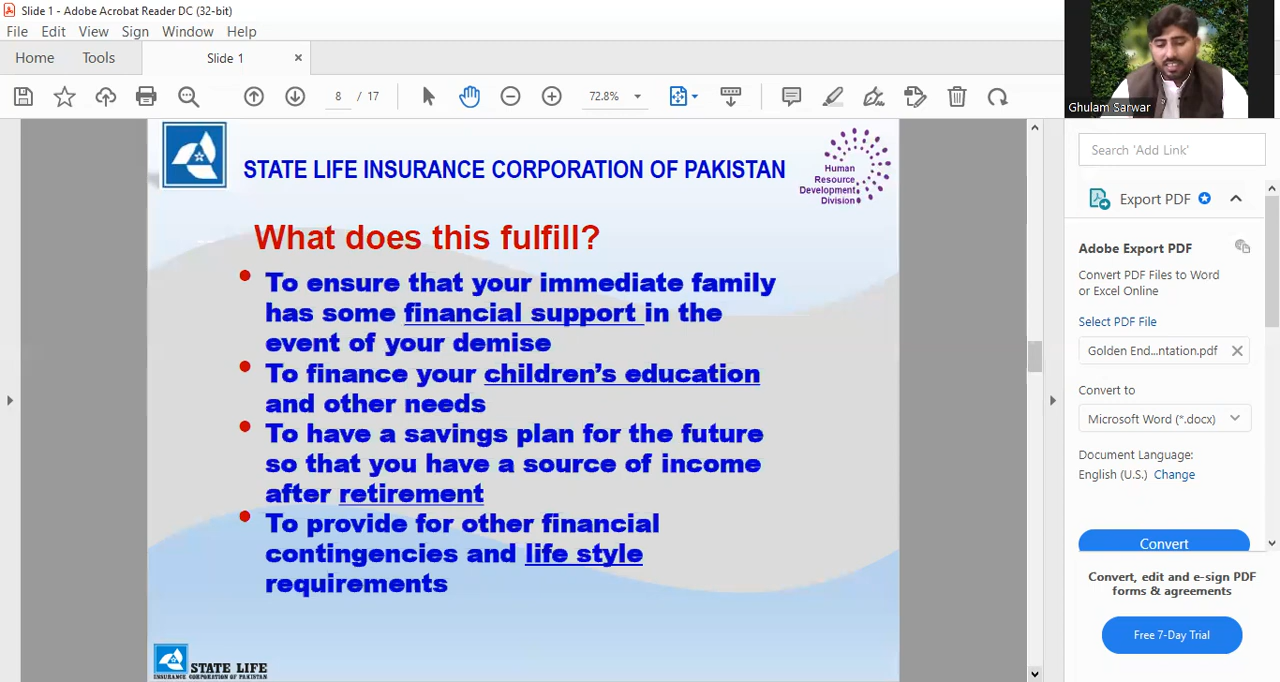 Slide 1 - Adobe Acrobat Reader DC (32-bit)
File Edit View Sign Window Help
Home Tools Slide 1 ×
8 / 17 72.8%
Ghulam Sarwar
STATE LIFE INSURANCE CORPORATION OF PAKISTAN
Human
Resource
Development
Division
What does this fulfill?
• To ensure that your immediate family
has some financial support in the
event of your demise
• To finance your children's education
and other needs
• To have a savings plan for the future
so that you have a source of income
after retirement
• To provide for other financial
contingencies and life style
requirements
STATE LIFE
INSURANCE CORPORATION OF PAKISTAN
Search 'Add Link'
Export PDF
Adobe Export PDF
Convert PDF Files to Word
or Excel Online
Select PDF File
Golden End...ntation.pdf
Convert to
Microsoft Word (*.docx)
Document Language:
English (U.S.) Change
Convert
Convert, edit and e-sign PDF
forms & agreements
Free 7-Day Trial